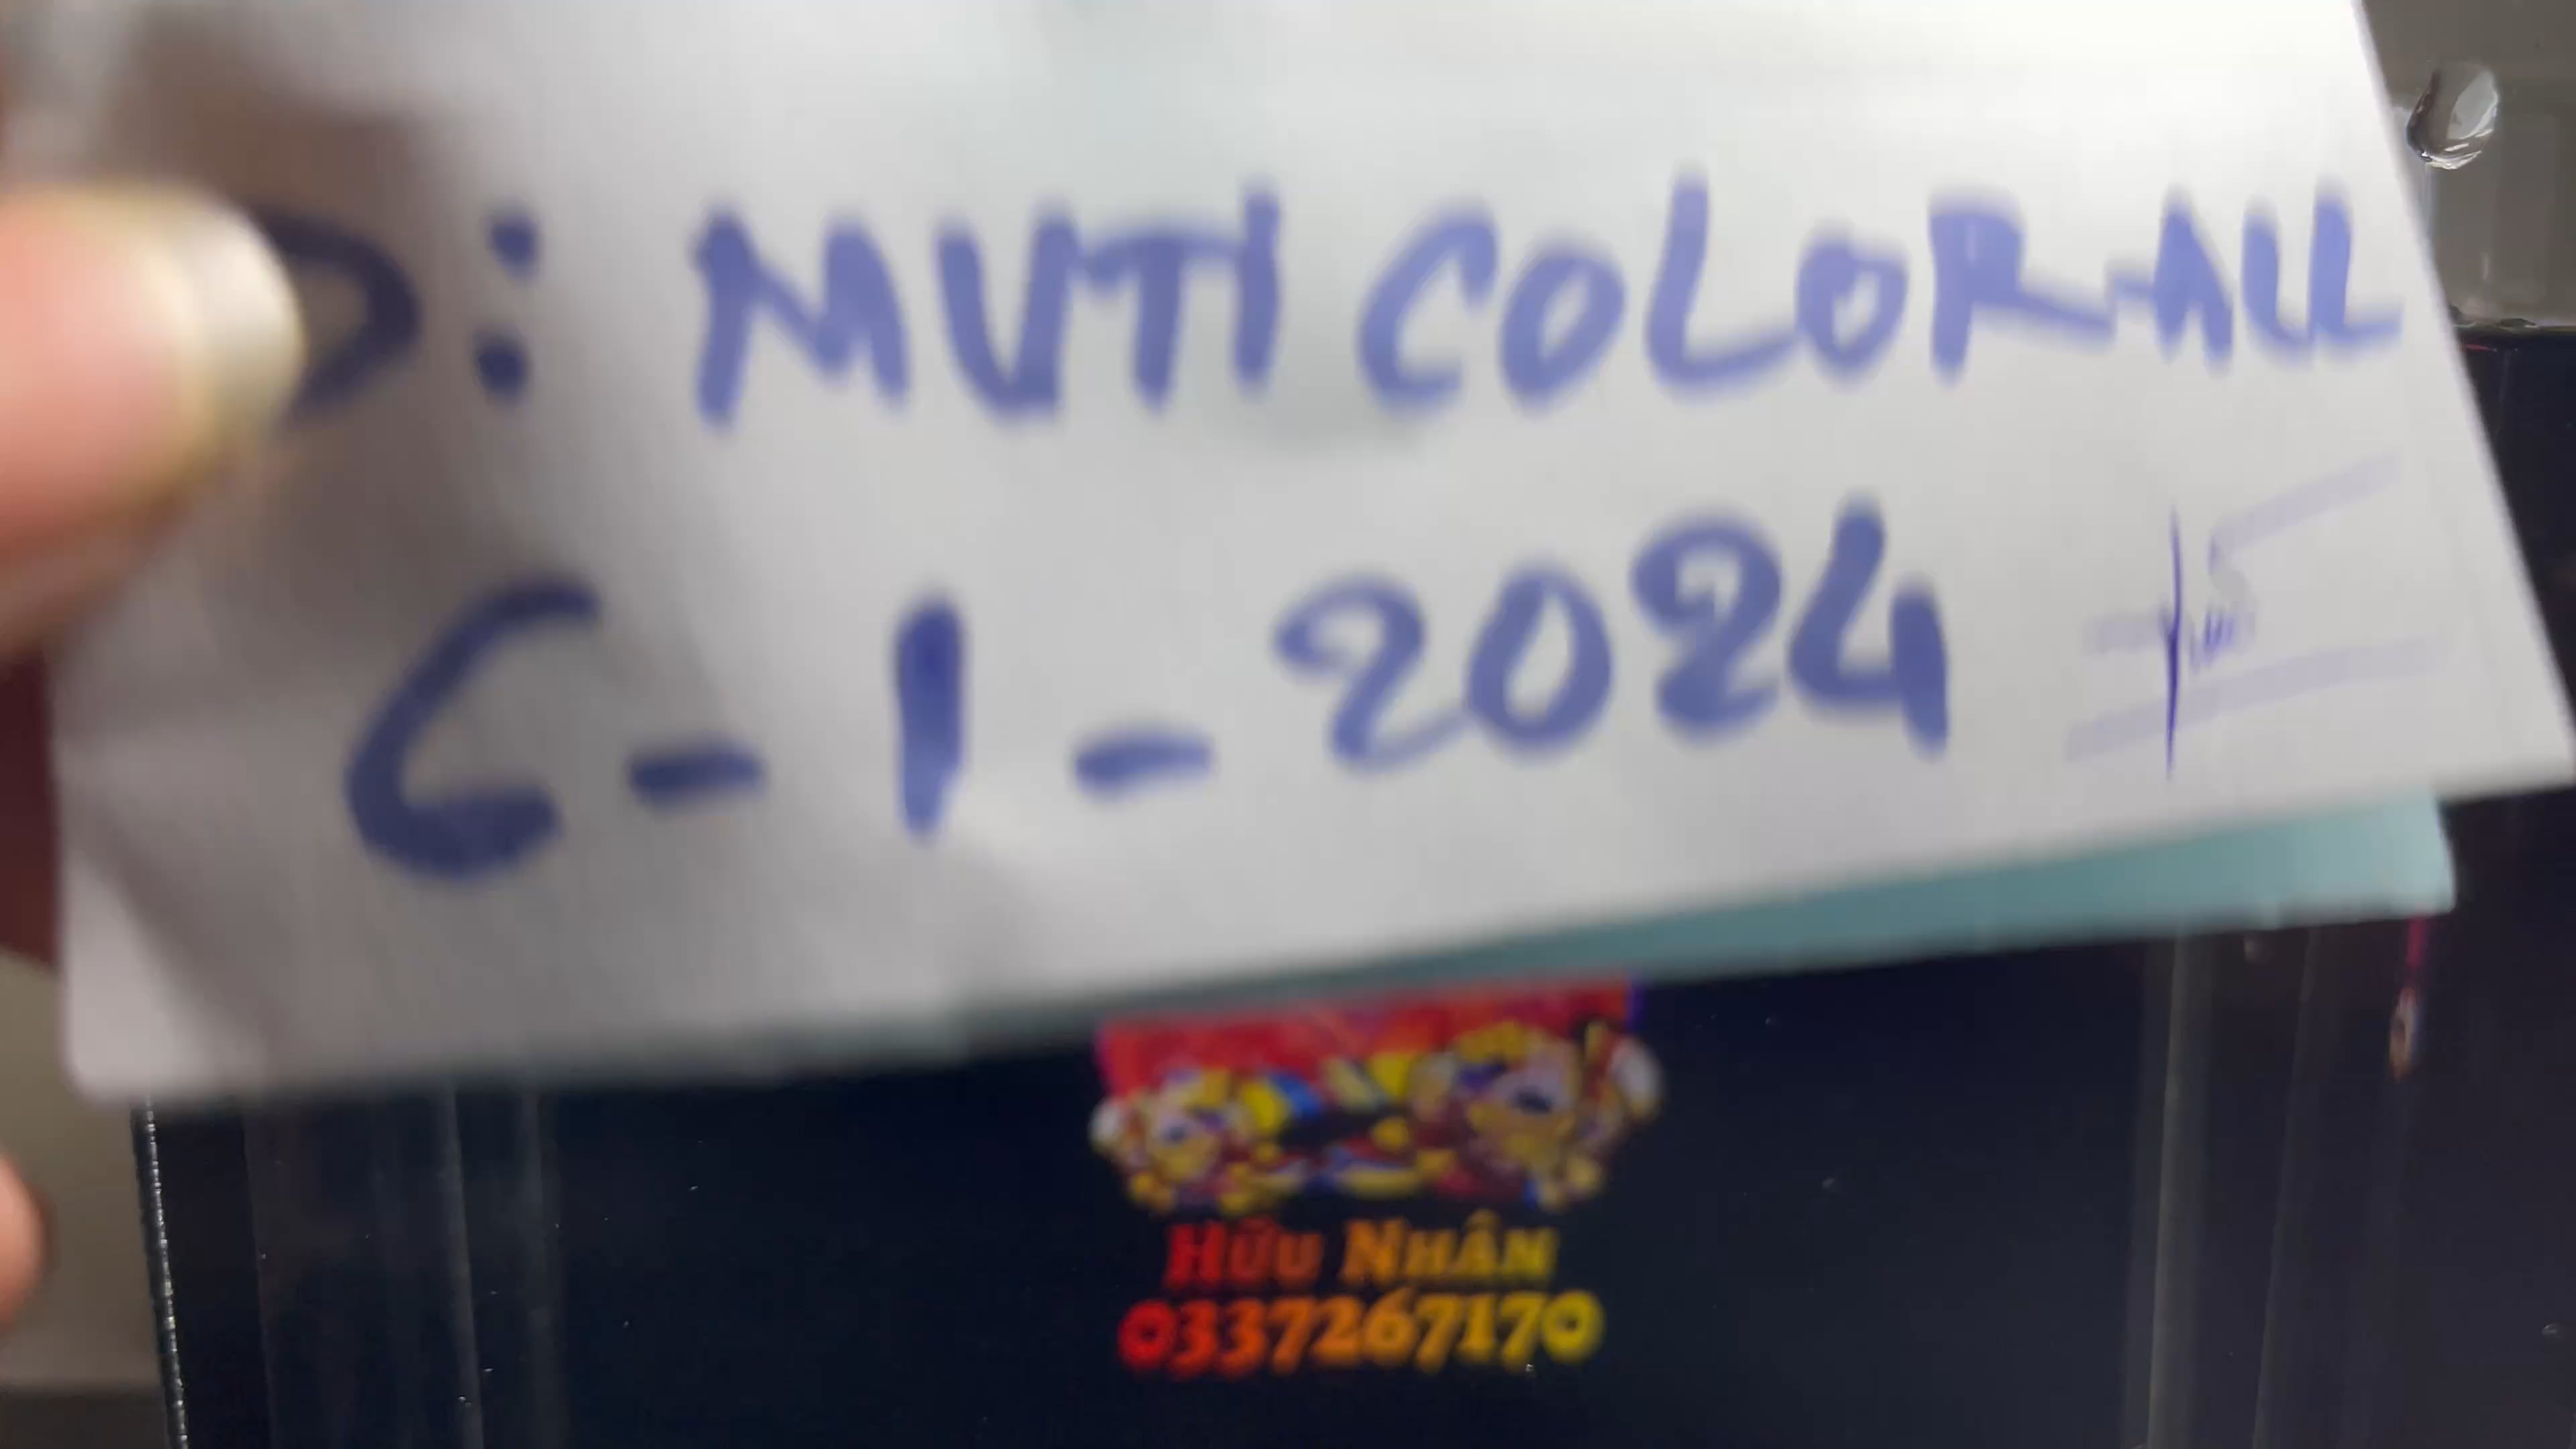 D: MUTI COLOR ALL
6-1-2024
HỮU NHÂN
0337267170